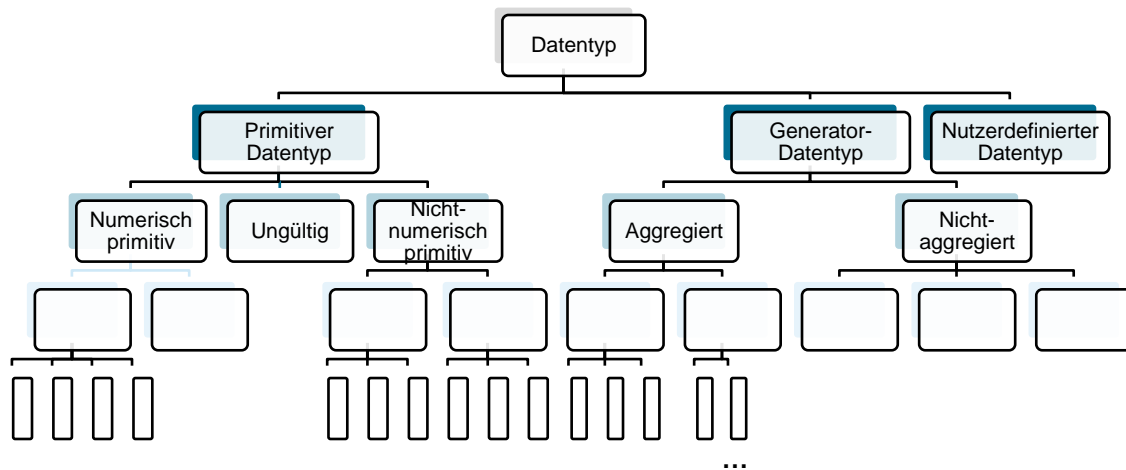 Datentyp
Primitiver
Datentyp
Generator-
Datentyp
Nutzerdefinierter
Datentyp
Numerisch
primitiv
Ungültig
Nicht-
numerisch
primitiv
Aggregiert
Nicht-
aggregiert
...